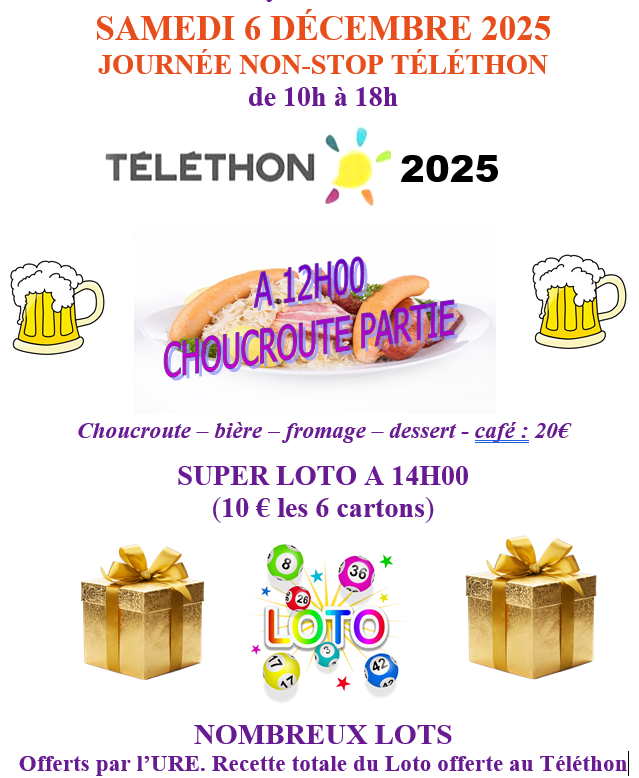 SAMEDI 6 DÉCEMBRE 2025
JOURNÉE NON-STOP TÉLÉTHON
de 10h à 18h
TÉLÉTHON 2025
A 12H00
CHOUCROUTE PARTIE
Choucroute – bière – fromage – dessert - café : 20€
SUPER LOTO A 14H00
(10 € les 6 cartons)
8
36
26
LOTO
3
17
17
42
42
NOMBREUX LOTS
Offerts par l’URE. Recette totale du Loto offerte au Téléthon